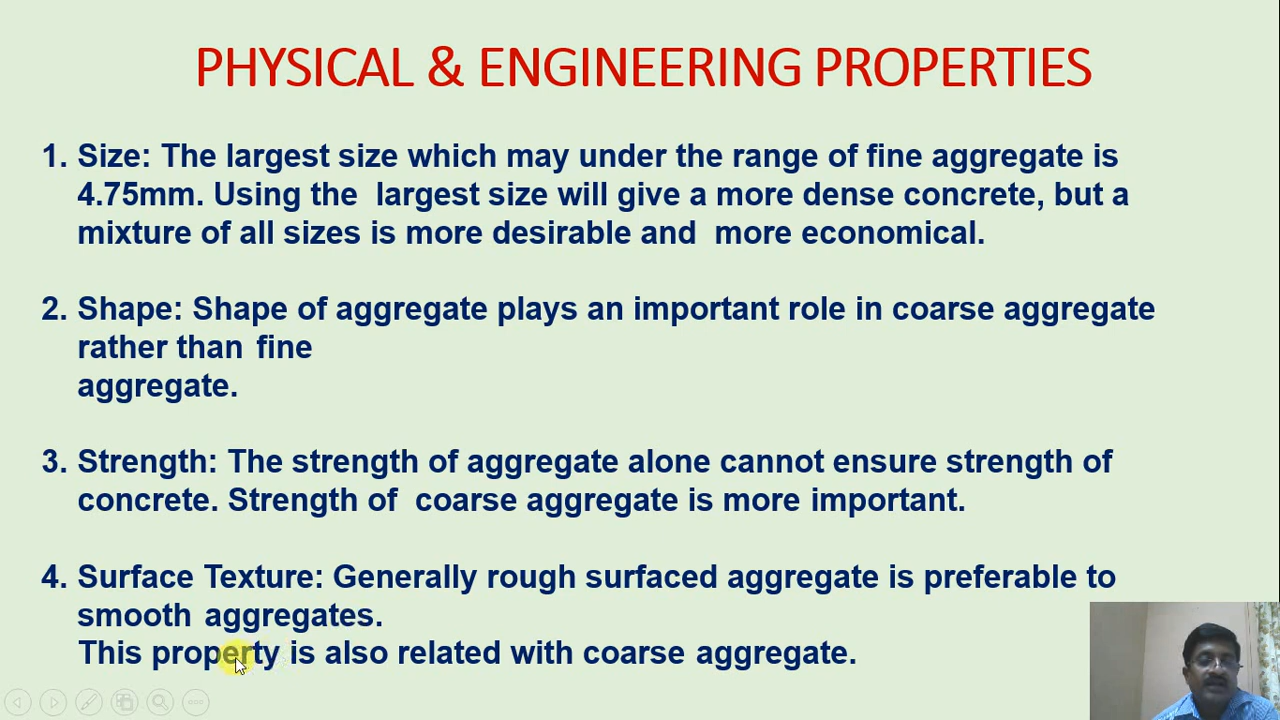 PHYSICAL & ENGINEERING PROPERTIES
1. Size: The largest size which may under the range of fine aggregate is
4.75mm. Using the largest size will give a more dense concrete, but a
mixture of all sizes is more desirable and more economical.
2. Shape: Shape of aggregate plays an important role in coarse aggregate
rather than fine
aggregate.
3. Strength: The strength of aggregate alone cannot ensure strength of
concrete. Strength of coarse aggregate is more important.
4. Surface Texture: Generally rough surfaced aggregate is preferable to
smooth aggregates.
This property is also related with coarse aggregate.